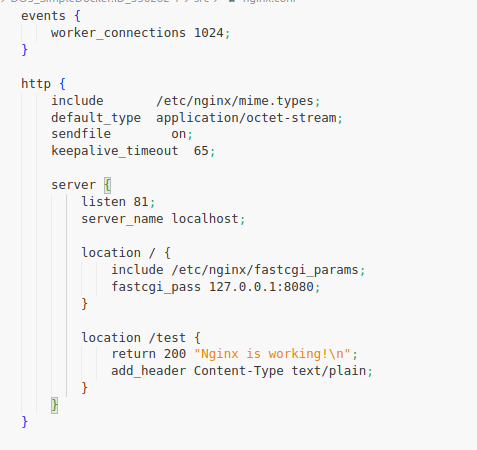 events {
    worker_connections 1024;
}
http {
    include       /etc/nginx/mime.types;
    default_type  application/octet-stream;
    sendfile        on;
    keepalive_timeout  65;
    server {
        listen 81;
        server_name localhost;
        location / {
            include /etc/nginx/fastcgi_params;
            fastcgi_pass 127.0.0.1:8080;
        }
        location /test {
            return 200 "Nginx is working!\n";
            add_header Content-Type text/plain;
        }
    }
}